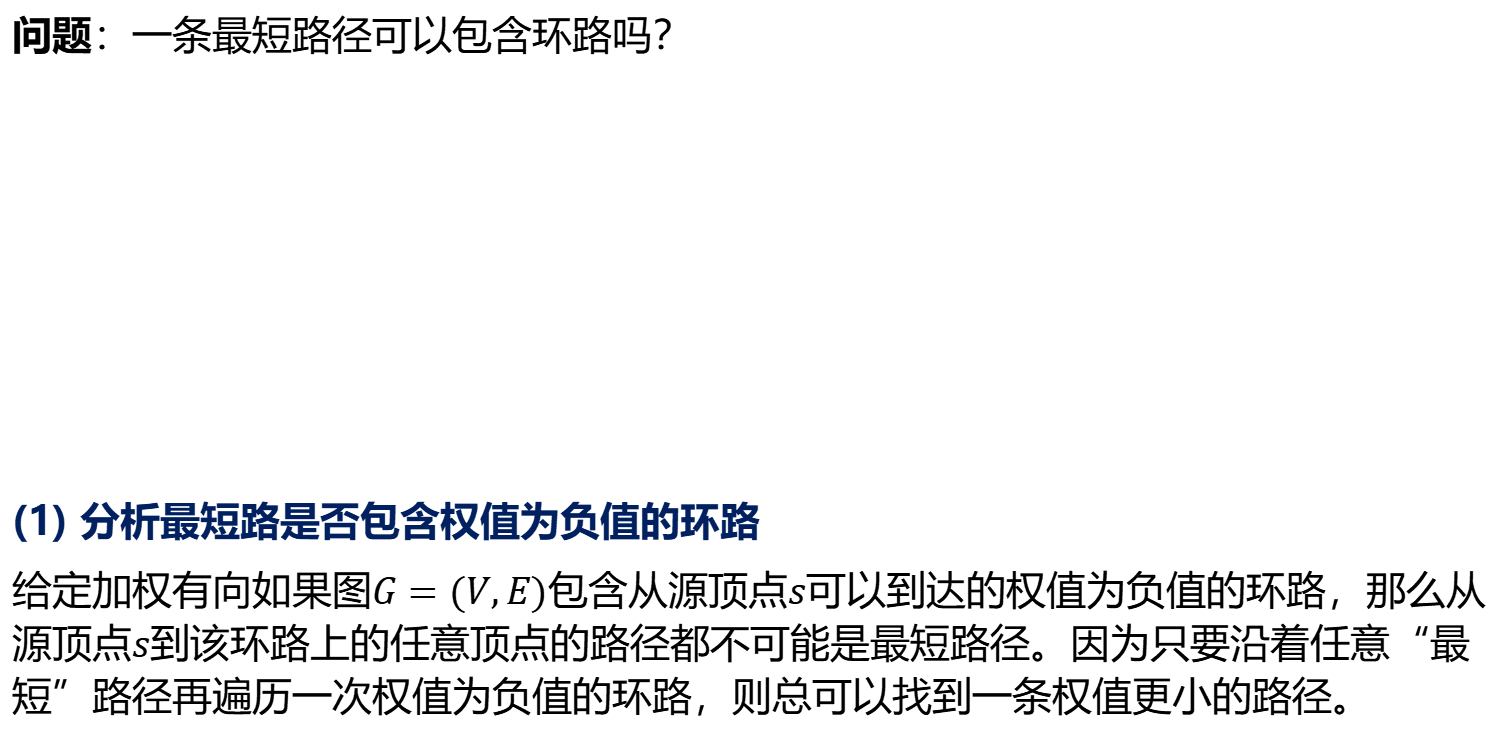 问题：一条最短路径可以包含环路吗？
(1) 分析最短路是否包含权值为负值的环路
给定加权有向如果图G = (V, E)包含从源顶点s可以到达的权值为负值的环路，那么从
源顶点s到该环路上的任意顶点的路径都不可能是最短路径。因为只要沿着任意“最
短”路径再遍历一次权值为负值的环路，则总可以找到一条权值更小的路径。